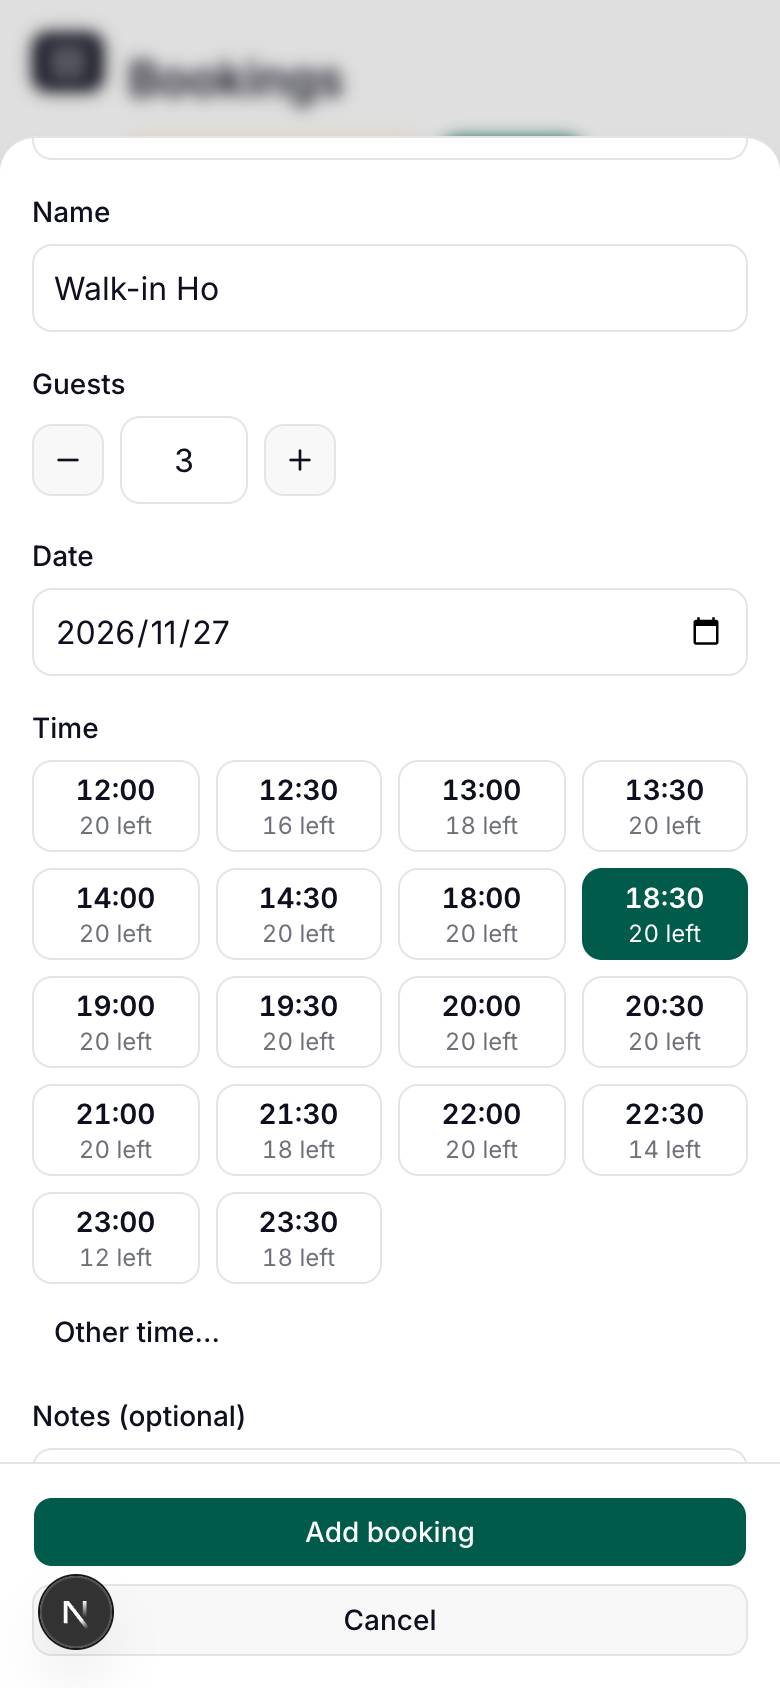 Bookings
Name
Walk-in Ho
Guests
− 3 +
Date
2026/11/27
Time
12:00 12:30 13:00 13:30
20 left 16 left 18 left 20 left
14:00 14:30 18:00 18:30
20 left 20 left 20 left 20 left
19:00 19:30 20:00 20:30
20 left 20 left 20 left 20 left
21:00 21:30 22:00 22:30
20 left 18 left 20 left 14 left
23:00 23:30
12 left 18 left
Other time...
Notes (optional)
Add booking
N
Cancel